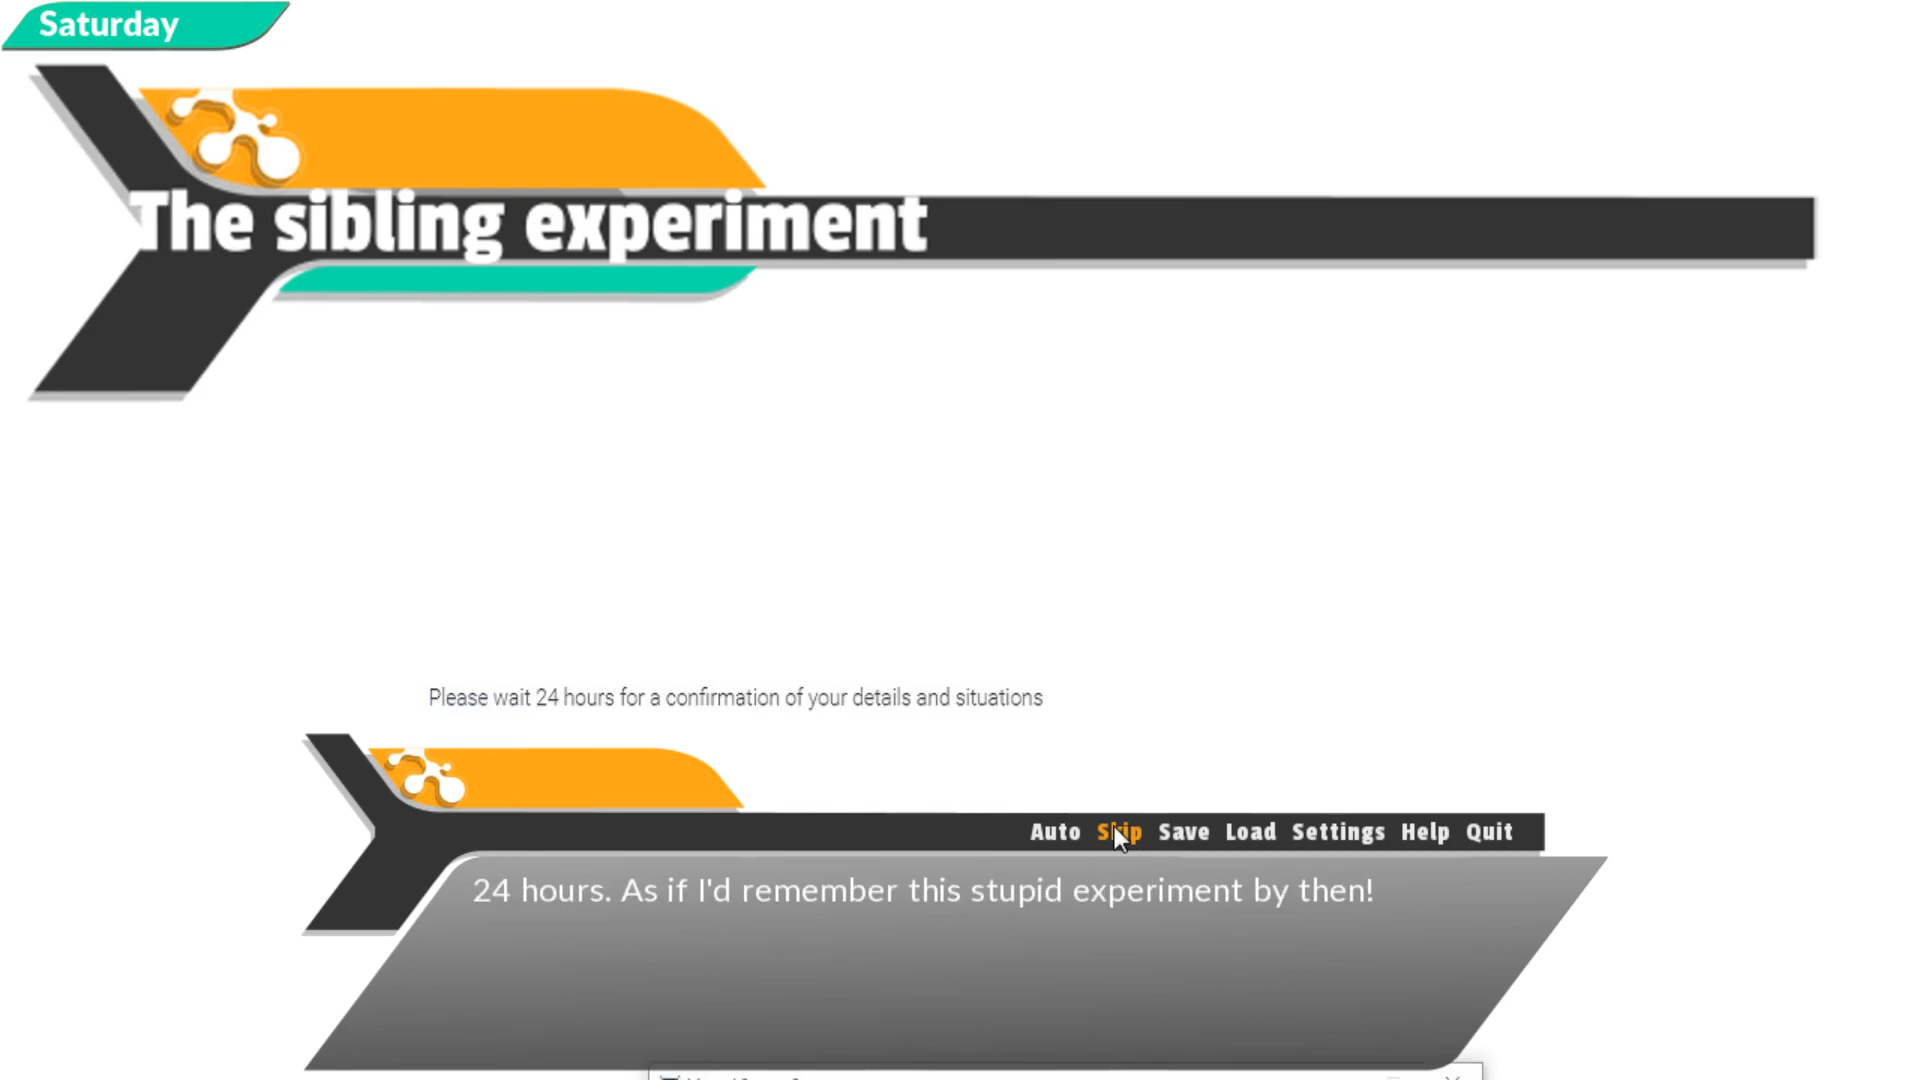 Saturday
The sibling experiment
Please wait 24 hours for a confirmation of your details and situations
Auto Skip Save Load Settings Help Quit
24 hours. As if I'd remember this stupid experiment by then!